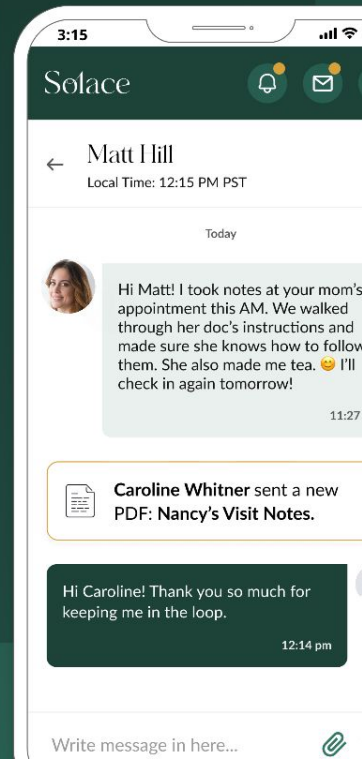 3:15
Solace
Matt Hill
Local Time: 12:15 PM PST
Today
Hi Matt! I took notes at your mom's
appointment this AM. We walked
through her doc's instructions and
made sure she knows how to follow
them. She also made me tea. 😊 I'll
check in again tomorrow!
11:27
Caroline Whitner sent a new
PDF: Nancy's Visit Notes.
Hi Caroline! Thank you so much for
keeping me in the loop.
12:14 pm
Write message in here...